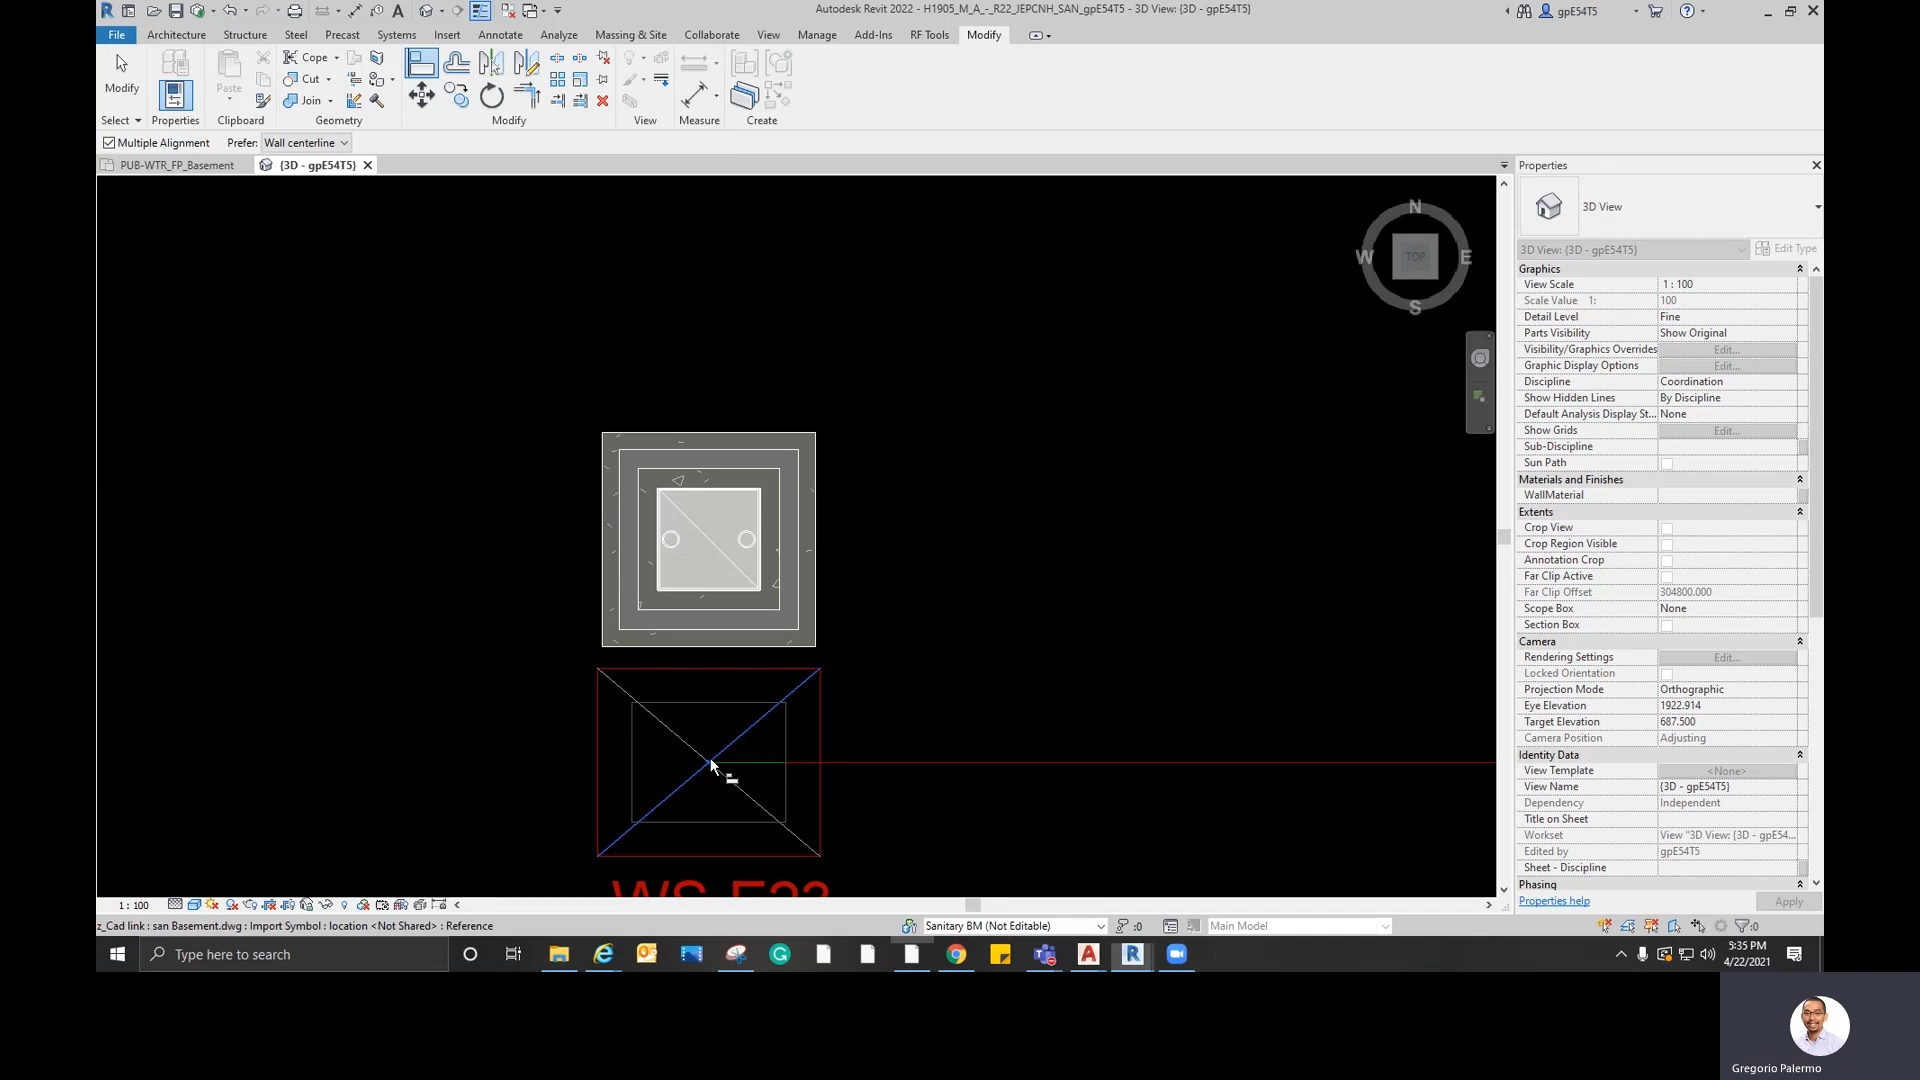 Autodesk Revit 2022 - H1905_M_A_-_R22_JEPCNH_SAN_gpE54T5 - 3D View: {3D - gpE54T5}
gpE54T5
File Architecture Structure Steel Precast Systems Insert Annotate Analyze Massing & Site Collaborate View Manage Add-Ins RF Tools Modify
Modify
Paste
Cope
Cut
Join
Select Properties Clipboard Geometry Modify View Measure Create
Multiple Alignment Prefer: Wall centerline
PUB-WTR_FP_Basement {3D - gpE54T5}
N
W TOP E
S
WS-E23
Properties
3D View
3D View: {3D - gpE54T5} Edit Type
Graphics
View Scale 1 : 100
Scale Value 1: 100
Detail Level Fine
Parts Visibility Show Original
Visibility/Graphics Overrides Edit...
Graphic Display Options Edit...
Discipline Coordination
Show Hidden Lines By Discipline
Default Analysis Display St... None
Show Grids Edit...
Sub-Discipline
Sun Path
Materials and Finishes
WallMaterial
Extents
Crop View
Crop Region Visible
Annotation Crop
Far Clip Active
Far Clip Offset 304800.000
Scope Box None
Section Box
Camera
Rendering Settings Edit...
Locked Orientation
Projection Mode Orthographic
Eye Elevation 1922.914
Target Elevation 687.500
Camera Position Adjusting
Identity Data
View Template <None>
View Name {3D - gpE54T5}
Dependency Independent
Title on Sheet
Workset View "3D View: {3D - gpE54...
Edited by gpE54T5
Sheet - Discipline
Phasing
Properties help Apply
1 : 100
z_Cad link : san Basement.dwg : Import Symbol : location <Not Shared> : Reference
Sanitary BM (Not Editable) :0 Main Model :0
Type here to search
5:35 PM
4/22/2021
Gregorio Palermo